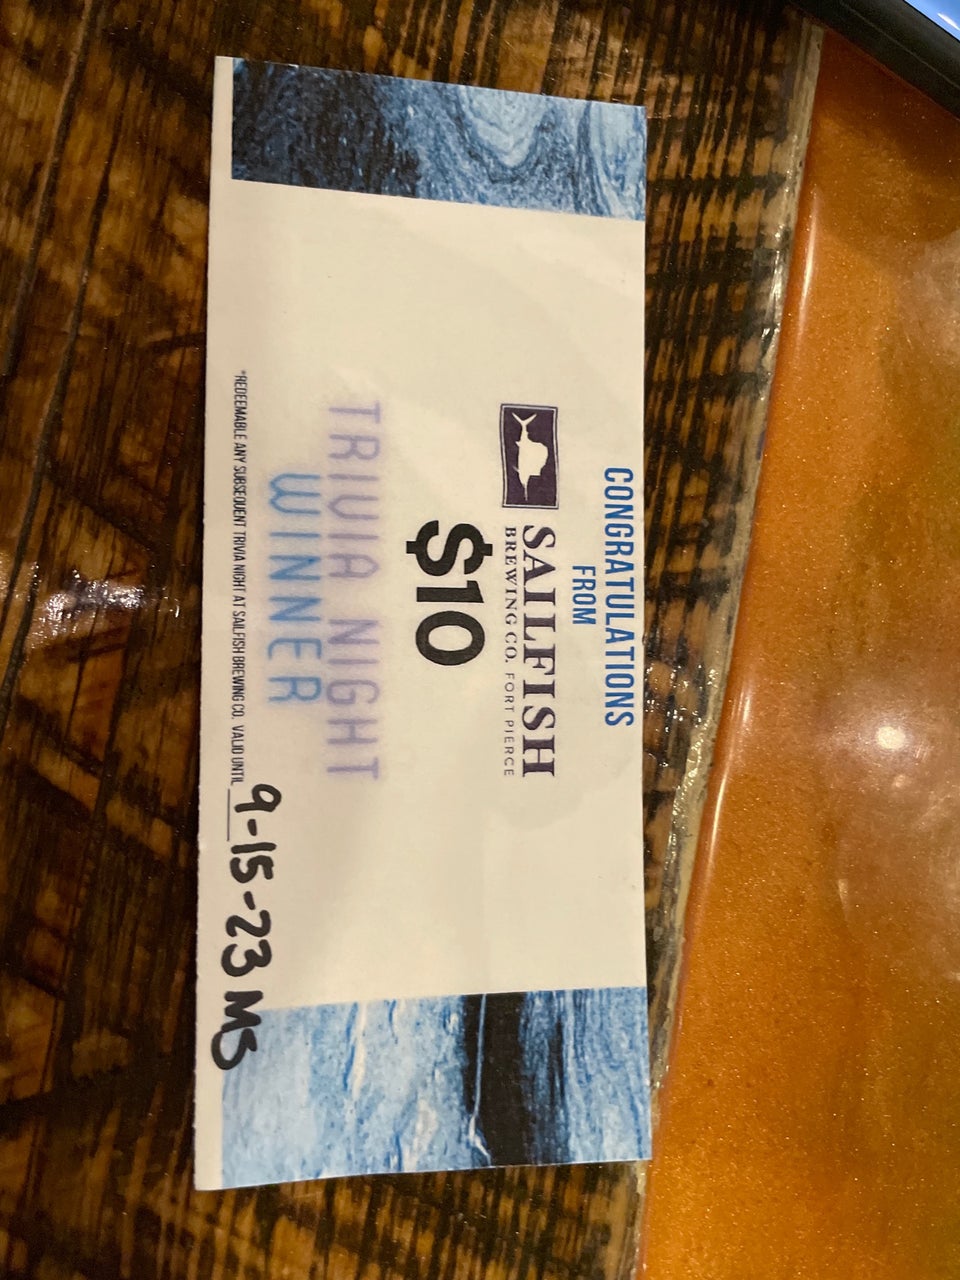 CONGRATULATIONS
FROM
SAILFISH
BREWING CO. FORT PIERCE
$10
TRIVIA NIGHT
WINNER
*REDEEMABLE ANY SUBSEQUENT TRIVIA NIGHT AT SAILFISH BREWING CO. VALID UNTIL 9-15-23 MS